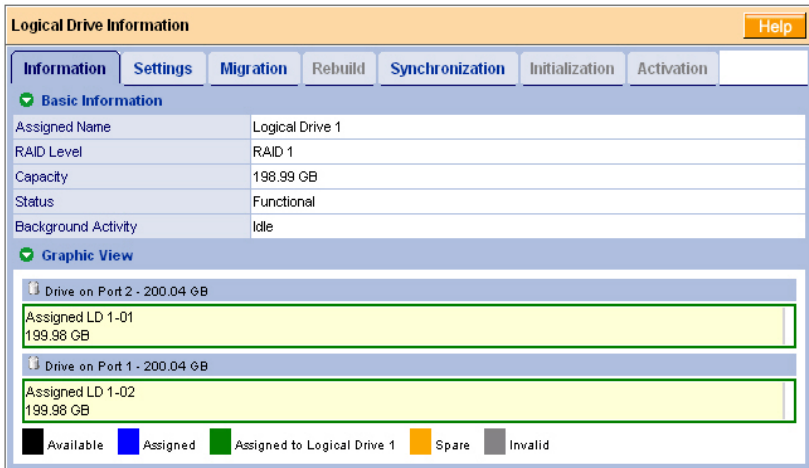 Logical Drive Information Help
Information Settings Migration Rebuild Synchronization Initialization Activation
Basic Information
Assigned Name Logical Drive 1
RAID Level RAID 1
Capacity 198.99 GB
Status Functional
Background Activity Idle
Graphic View
Drive on Port 2 - 200.04 GB
Assigned LD 1-01
199.98 GB
Drive on Port 1 - 200.04 GB
Assigned LD 1-02
199.98 GB
Available Assigned Assigned to Logical Drive 1 Spare Invalid